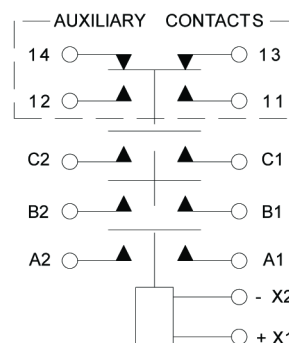 AUXILIARY CONTACTS
14 13
12 11
C2 C1
B2 B1
A2 A1
- X2
+ X1